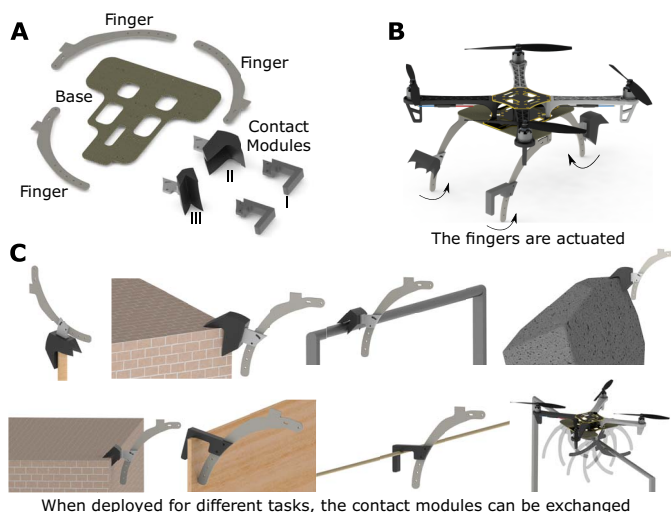 A
Finger
Finger
Base
Contact
Modules
Finger
II
I
III
B
The fingers are actuated
C
When deployed for different tasks, the contact modules can be exchanged